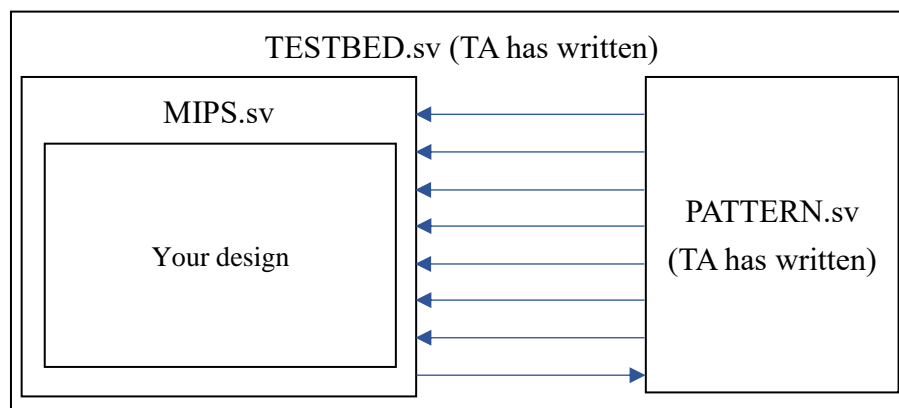 TESTBED.sv (TA has written)
MIPS.sv
Your design
PATTERN.sv
(TA has written)